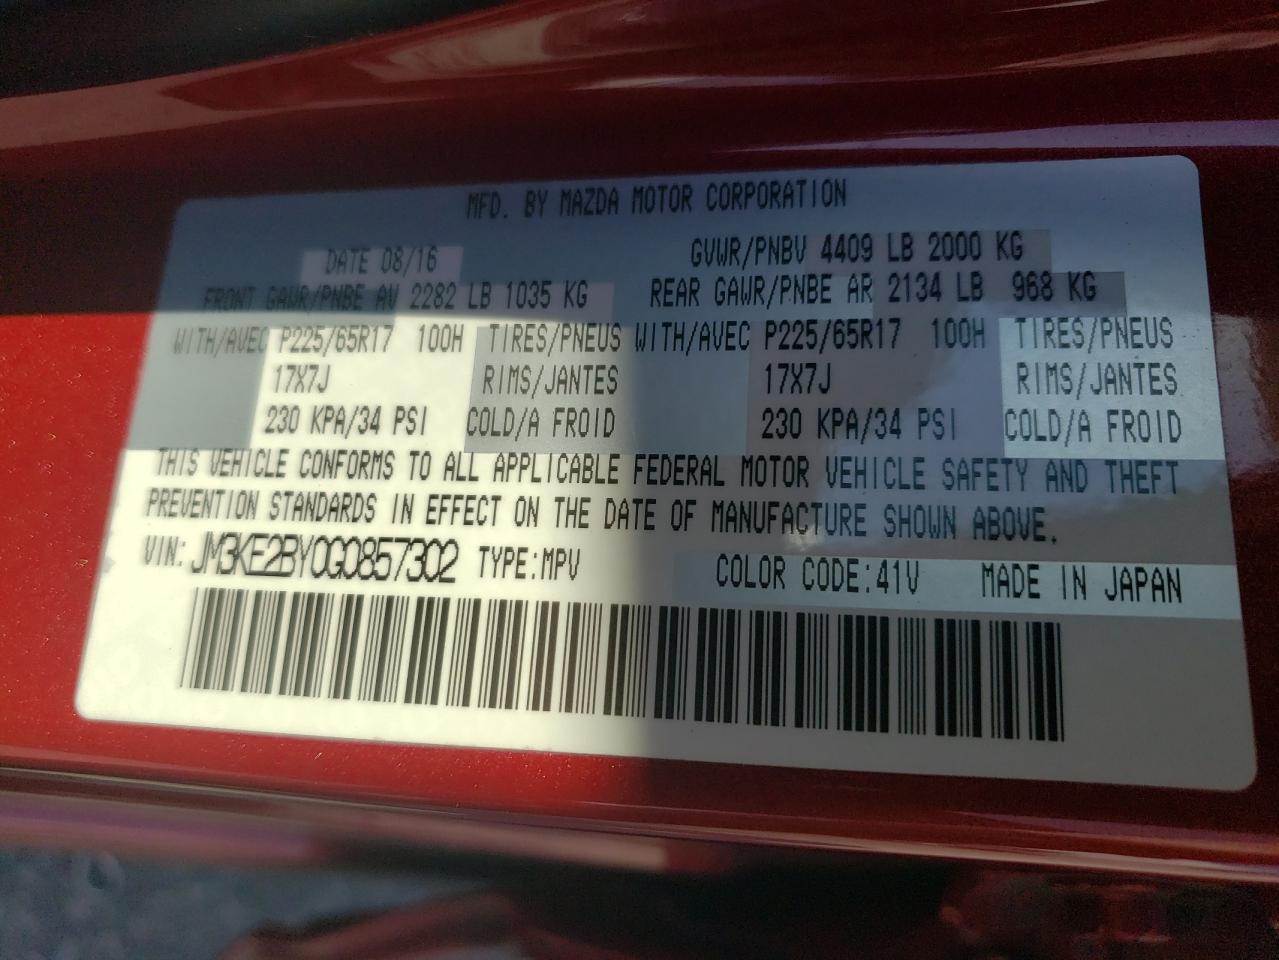 MFD. BY MAZDA MOTOR CORPORATION
DATE 08/16 GVWR/PNBV 4409 LB 2000 KG
FRONT GAWR/PNBE AV 2282 LB 1035 KG REAR GAWR/PNBE AR 2134 LB 968 KG
WITH/AVEC P225/65R17 100H TIRES/PNEUS WITH/AVEC P225/65R17 100H TIRES/PNEUS
17X7J RIMS/JANTES 17X7J RIMS/JANTES
230 KPA/34 PSI COLD/A FROID 230 KPA/34 PSI COLD/A FROID
THIS VEHICLE CONFORMS TO ALL APPLICABLE FEDERAL MOTOR VEHICLE SAFETY AND THEFT
PREVENTION STANDARDS IN EFFECT ON THE DATE OF MANUFACTURE SHOWN ABOVE.
VIN: JM3KE2BY0G0857302 TYPE:MPV COLOR CODE:41V MADE IN JAPAN